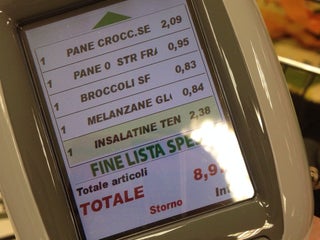 1 PANE CROCC.SE 2,09
1 PANE 0 STR FRA 0,95
1 BROCCOLI SF 0,83
1 MELANZANE GLO 0,84
1 INSALATINE TEN 2,38
FINE LISTA SPE
Totale articoli
TOTALE 8,9
Storno